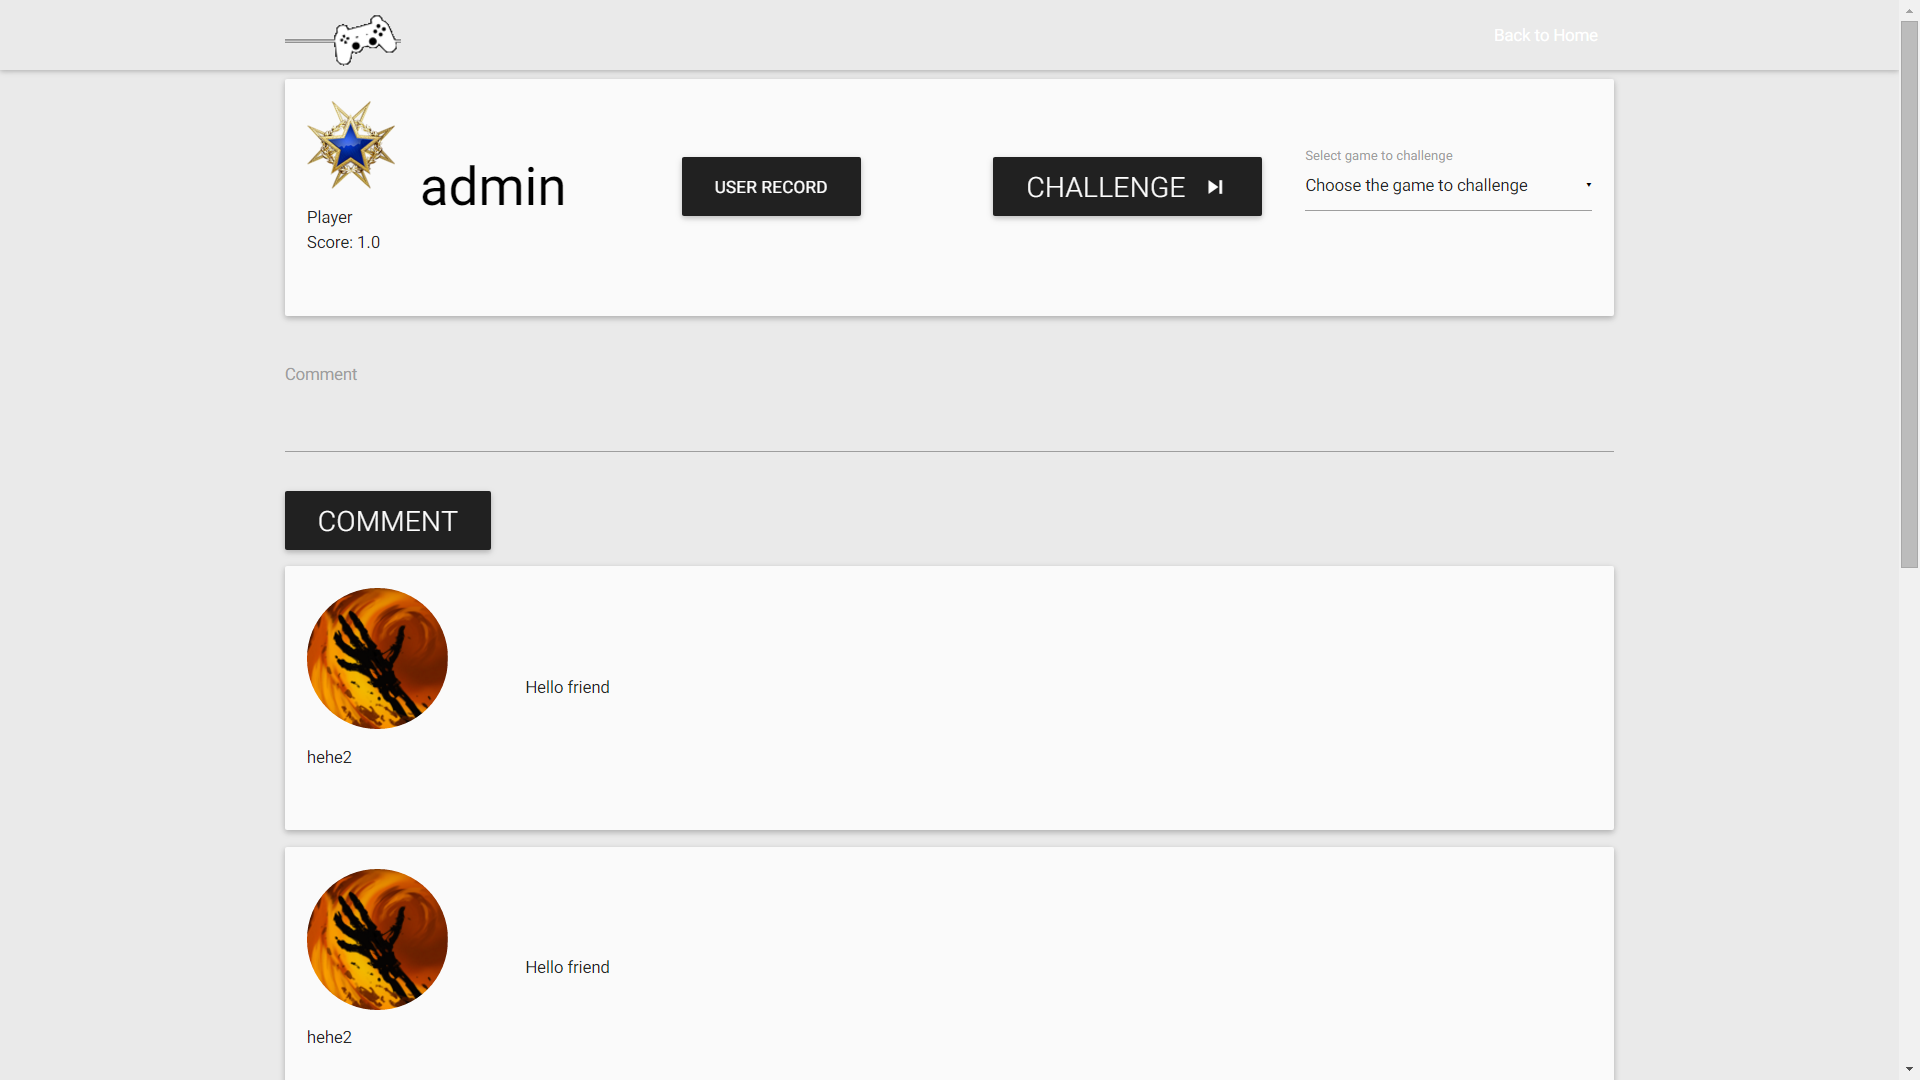 Back to Home
admin
Player
Score: 1.0
USER RECORD
CHALLENGE
Select game to challenge
Choose the game to challenge
Comment
COMMENT
Hello friend
hehe2
Hello friend
hehe2